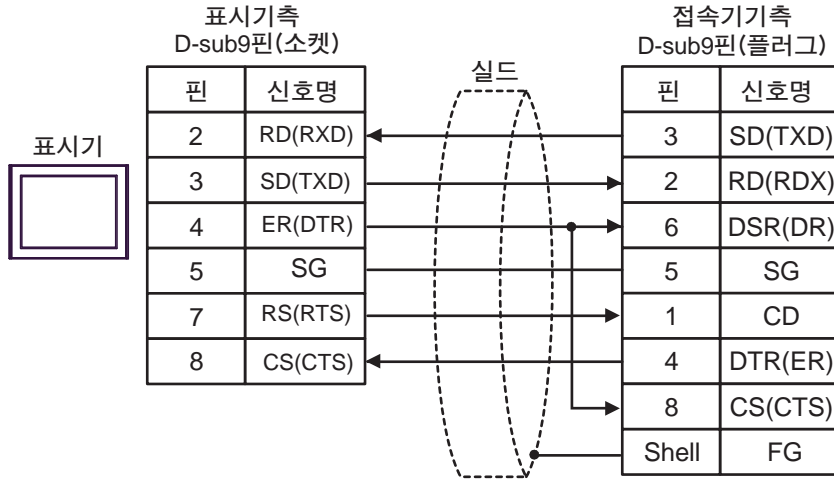 표시기측
D-sub9핀(소켓)
접속기기측
D-sub9핀(플러그)
실드
표시기
핀 신호명
2 RD(RXD)
3 SD(TXD)
4 ER(DTR)
5 SG
7 RS(RTS)
8 CS(CTS)
핀 신호명
3 SD(TXD)
2 RD(RDX)
6 DSR(DR)
5 SG
1 CD
4 DTR(ER)
8 CS(CTS)
Shell FG